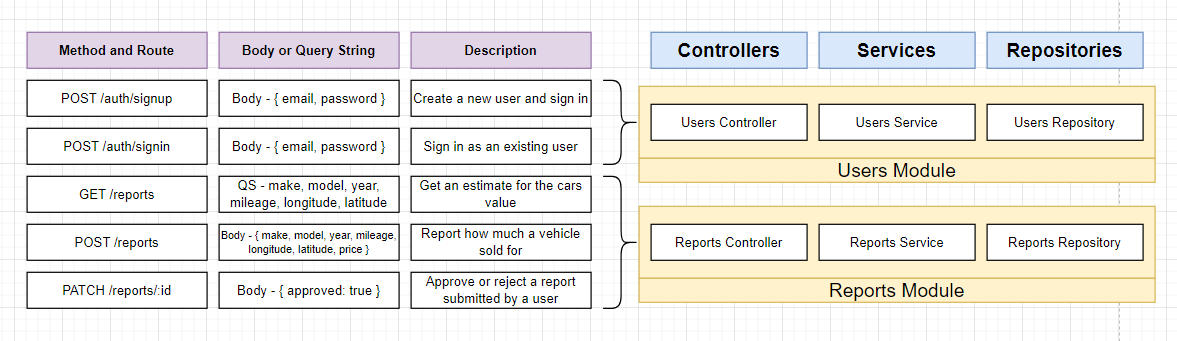 Method and Route
Body or Query String
Description
Controllers
Services
Repositories
POST /auth/signup
Body - { email, password }
Create a new user and sign in
POST /auth/signin
Body - { email, password }
Sign in as an existing user
GET /reports
QS - make, model, year,
mileage, longitude, latitude
Get an estimate for the cars
value
POST /reports
Body - { make, model, year, mileage,
longitude, latitude, price }
Report how much a vehicle
sold for
PATCH /reports/:id
Body - { approved: true }
Approve or reject a report
submitted by a user
Users Controller
Users Service
Users Repository
Users Module
Reports Controller
Reports Service
Reports Repository
Reports Module